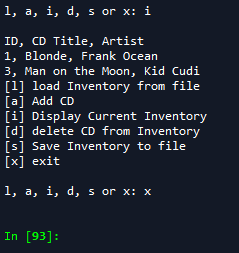 l, a, i, d, s or x: i
ID, CD Title, Artist
1, Blonde, Frank Ocean
3, Man on the Moon, Kid Cudi
[l] load Inventory from file
[a] Add CD
[i] Display Current Inventory
[d] delete CD from Inventory
[s] Save Inventory to file
[x] exit
l, a, i, d, s or x: x
In [93]: